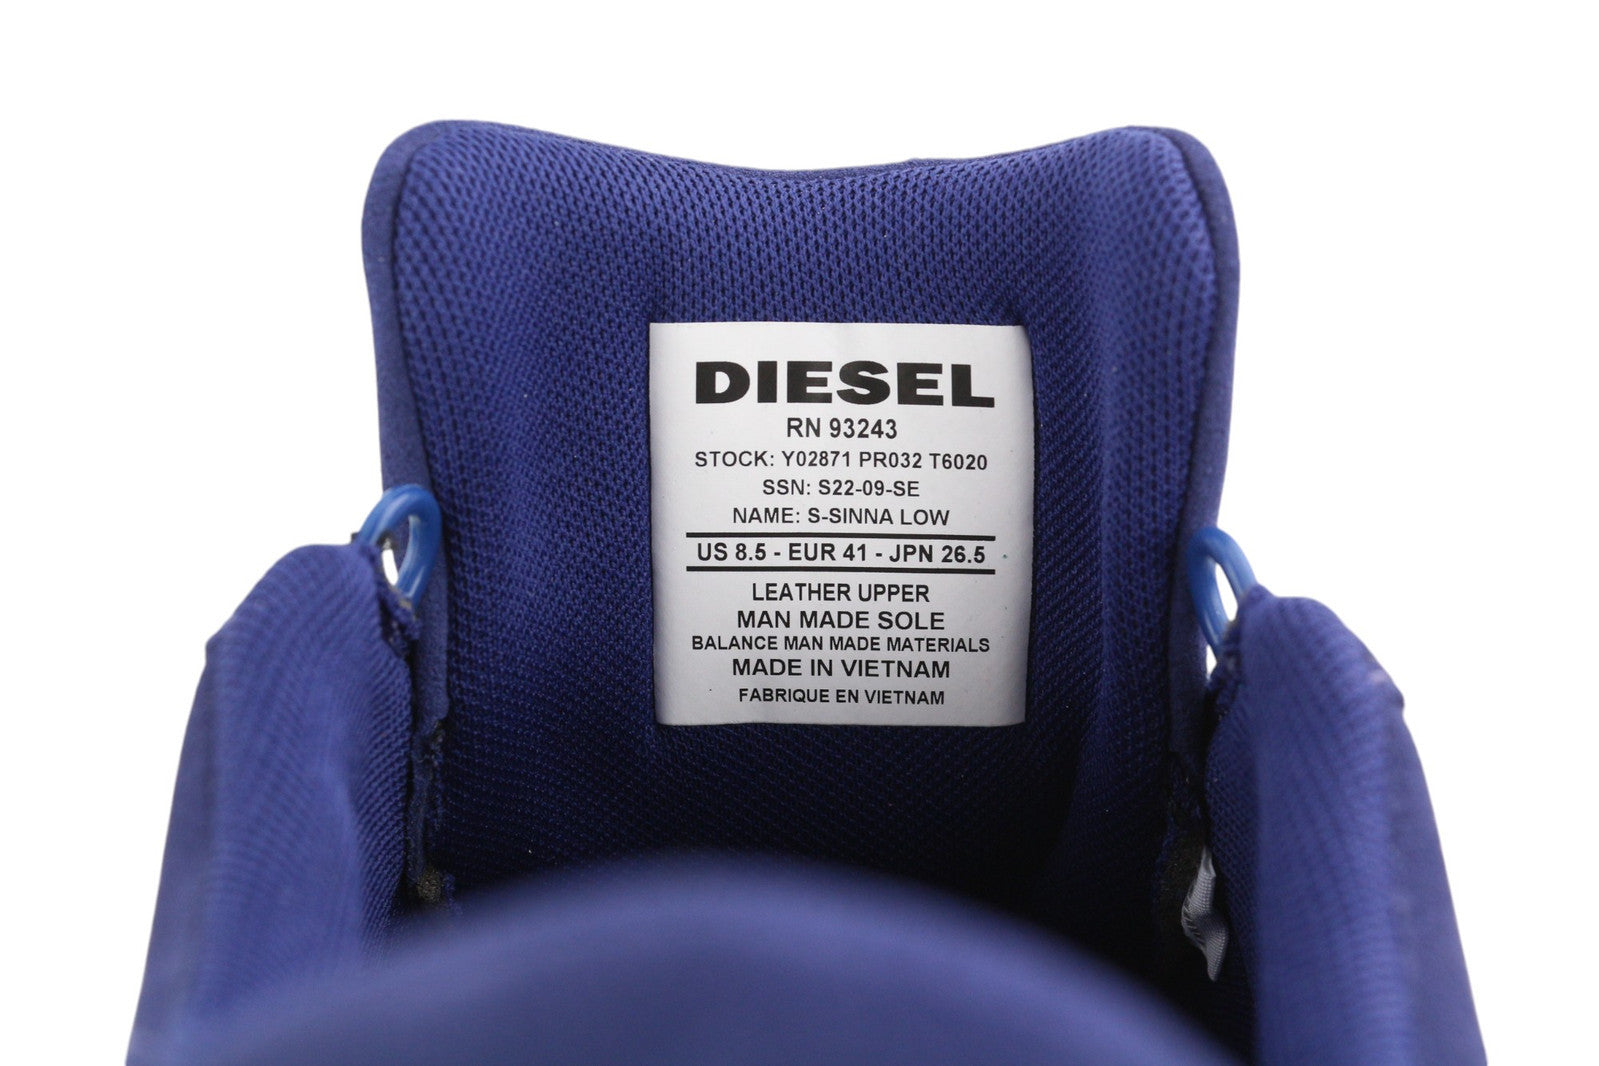 DIESEL
RN 93243
STOCK: Y02871 PR032 T6020
SSN: S22-09-SE
NAME: S-SINNA LOW
US 8.5 - EUR 41 - JPN 26.5
LEATHER UPPER
MAN MADE SOLE
BALANCE MAN MADE MATERIALS
MADE IN VIETNAM
FABRIQUE EN VIETNAM